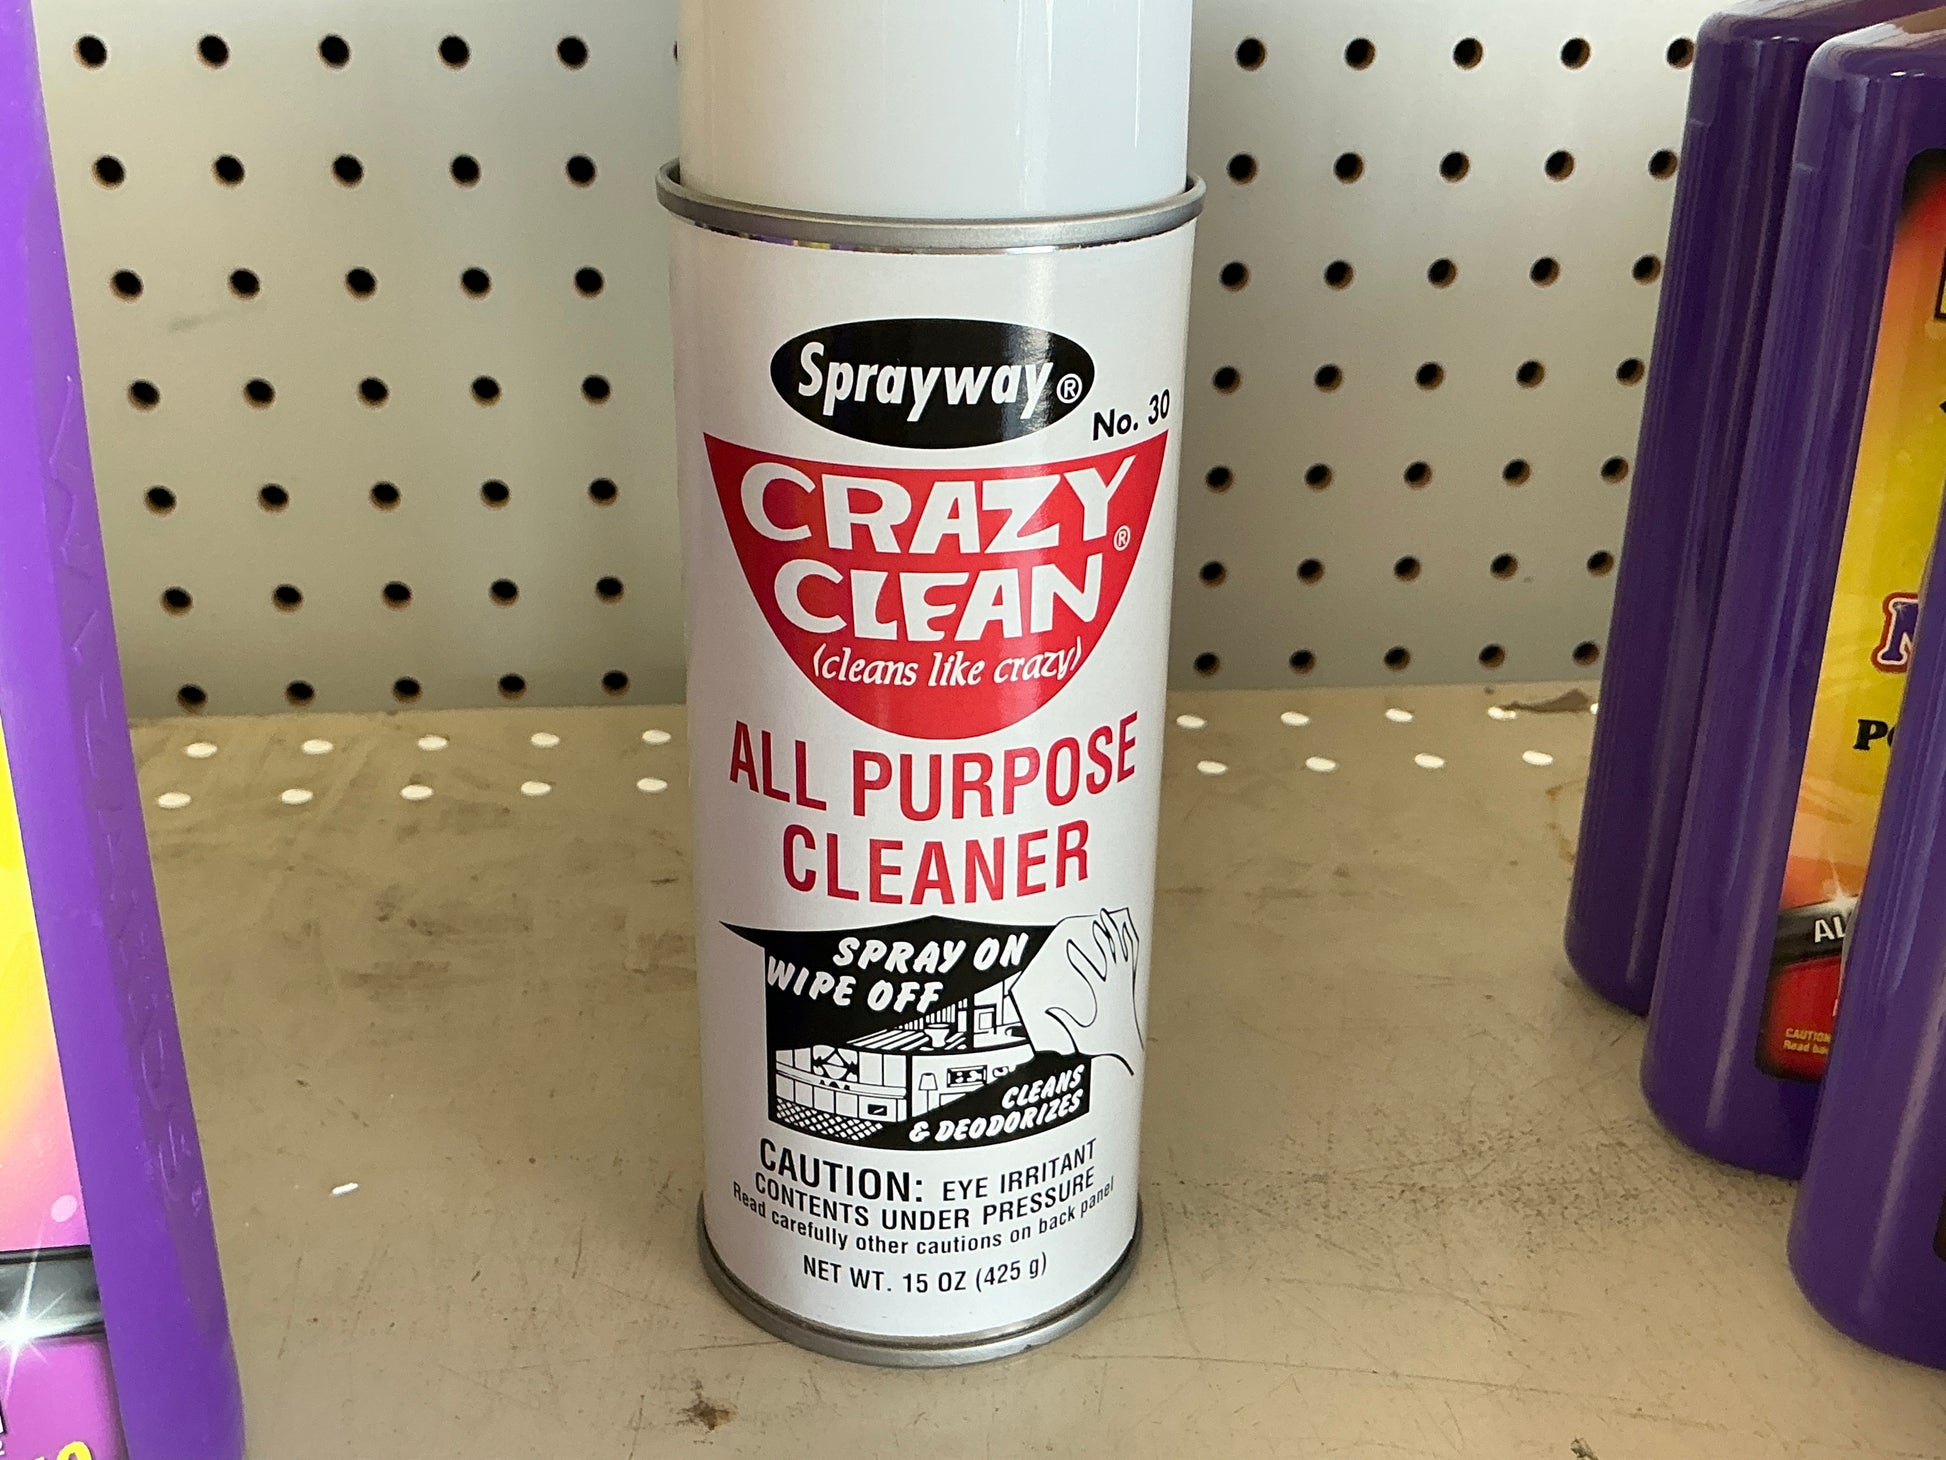 Sprayway®
No. 30
CRAZY
CLEAN®
(cleans like crazy)
ALL PURPOSE
CLEANER
SPRAY ON
WIPE OFF
CLEANS
& DEODORIZES
CAUTION: EYE IRRITANT
CONTENTS UNDER PRESSURE
Read carefully other cautions on back panel
NET WT. 15 OZ (425 g)
CAUTION